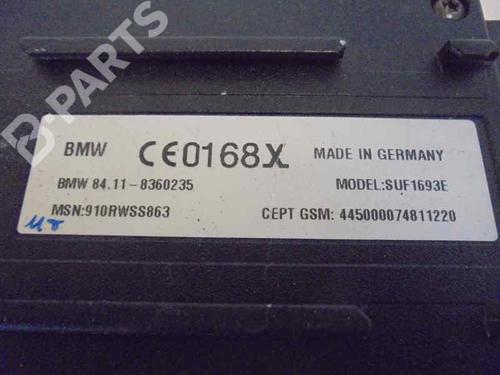 B-PARTS
BMW CE0168X MADE IN GERMANY
BMW 84.11-8360235 MODEL:SUF1693E
MSN:910RWSS863 CEPT GSM: 445000074811220